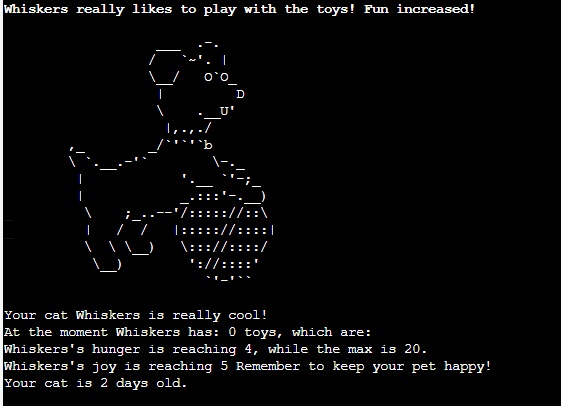 Whiskers really likes to play with the toys! Fun increased!
Your cat Whiskers is really cool!
At the moment Whiskers has: 0 toys, which are:
Whiskers's hunger is reaching 4, while the max is 20.
Whiskers's joy is reaching 5 Remember to keep your pet happy!
Your cat is 2 days old.